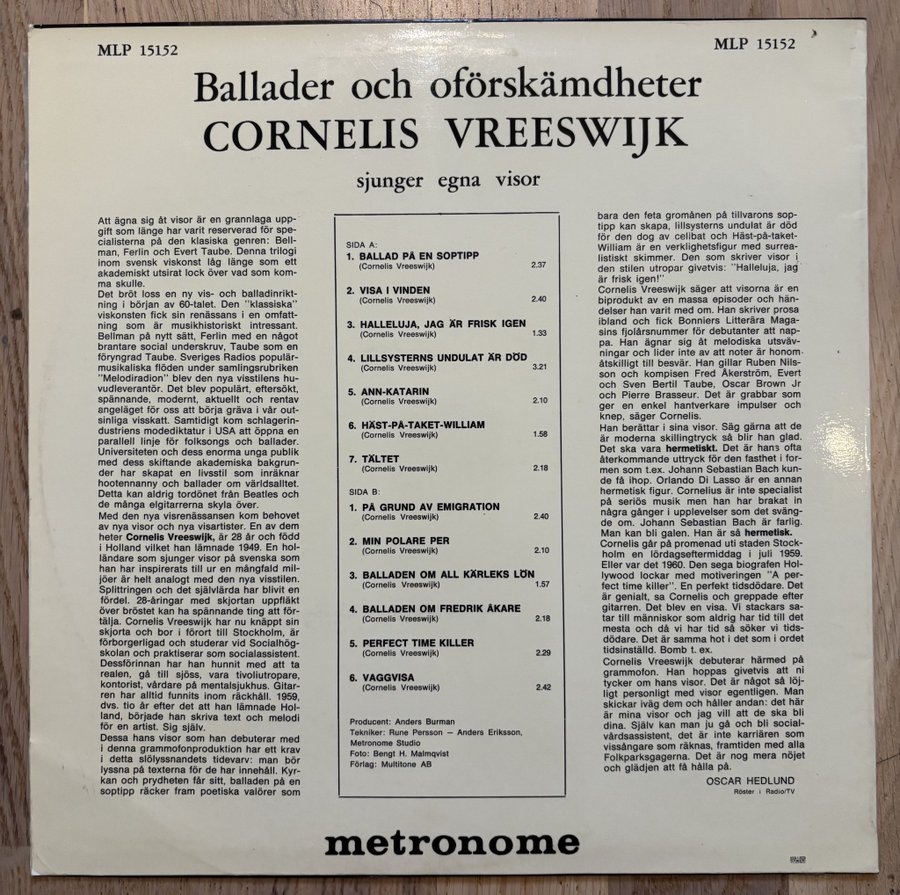 MLP 15152
MLP 15152
Ballader och oförskämdheter
CORNELIS VREESWIJK
sjunger egna visor
Att ägna sig åt visor är en grannlaga upp-
gift som länge har varit reserverad för spe-
cialisterna på den klasiska genren: Bell-
man, Ferlin och Evert Taube. Denna trilogi
inom svensk viskonst låg länge som ett
akademiskt utsirat lock över vad som kom-
ma skulle.
Det bröt loss en ny vis- och balladinrikt-
ning i början av 60-talet. Den "klassiska"
viskonsten fick sin renässans i en omfatt-
ning som är musikhistoriskt intressant.
Bellman på nytt sätt, Ferlin med en något
brantare social underskruv, Taube som en
föryngrad Taube. Sveriges Radios populär-
musikaliska flöden under samlingsrubriken
"Melodiradion" blev den nya visstilens hu-
vudleverantör. Det blev populärt, eftersökt,
spännande, modernt, aktuellt och rentav
angeläget för oss att börja gräva i vår out-
sinliga visskatt. Samtidigt kom schlagerin-
dustriens modediktatur i USA att öppna en
parallell linje för folksongs och ballader.
Universiteten och dess enorma unga publik
med dess skiftande akademiska bakgrun-
der har skapat en livsstil som inräknar
hootennanny och ballader om världsalltet.
Detta kan aldrig tordönet från Beatles och
de många elgitarrerna skyla över.
Med den nya visrenässansen kom behovet
av nya visor och nya visartister. En av dem
heter Cornelis Vreeswijk, är 28 år och född
i Holland vilket han lämnade 1949. En hol-
ländare som sjunger visor på svenska som
han har inspirerats till ur en mångfald mil-
jöer är helt analogt med den nya visstilen.
Splittringen och det självlärda har blivit en
fördel. 28-åringar med skjortan uppfläkt
över bröstet kan ha spännande ting att för-
tälja. Cornelis Vreeswijk har nu knäppt sin
skjorta och bor i förort till Stockholm, är
förborgerligad och studerar vid Socialhög-
skolan och praktiserar som socialassistent.
Dessförinnan har han hunnit med att ta
realen, gå till sjöss, vara tivoliutropare,
kontorist, vårdare på mentalsjukhus. Gitar-
ren har alltid funnits inom räckhåll. 1959,
dvs. tio år efter det att han lämnade Hol-
land, började han skriva text och melodi
för en artist. Sig själv.
Dessa hans visor som han debuterar med
i denna grammofonproduktion har ett krav
i detta slölyssnandets tidevarv: man bör
lyssna på texterna för de har innehåll. Kyr-
kan och prydheten får sitt, balladen på en
soptipp räcker fram poetiska valörer som
SIDA A:
1. BALLAD PÅ EN SOPTIPP
(Cornelis Vreeswijk) 2.37
2. VISA I VINDEN
(Cornelis Vreeswijk) 2.40
3. HALLELUJA, JAG ÄR FRISK IGEN
(Cornelis Vreeswijk) 1.33
4. LILLSYSTERNS UNDULAT ÄR DÖD
(Cornelis Vreeswijk) 3.21
5. ANN-KATARIN
(Cornelis Vreeswijk) 2.10
6. HÄST-PÅ-TAKET-WILLIAM
(Cornelis Vreeswijk) 1.58
7. TÄLTET
(Cornelis Vreeswijk) 2.18
SIDA B:
1. PÅ GRUND AV EMIGRATION
(Cornelis Vreeswijk) 2.40
2. MIN POLARE PER
(Cornelis Vreeswijk) 2.10
3. BALLADEN OM ALL KÄRLEKS LÖN
(Cornelis Vreeswijk) 1.57
4. BALLADEN OM FREDRIK ÅKARE
(Cornelis Vreeswijk) 2.18
5. PERFECT TIME KILLER
(Cornelis Vreeswijk) 2.29
6. VAGGVISA
(Cornelis Vreeswijk) 2.42
Producent: Anders Burman
Tekniker: Rune Persson — Anders Eriksson,
Metronome Studio
Foto: Bengt H. Malmqvist
Förlag: Multitone AB
bara den feta gromånen på tillvarons sop-
tipp kan skapa, lillsysterns undulat är död
för den dog av celibat och Häst-på-taket-
William är en verklighetsfigur med surrea-
listiskt skimmer. Den som skriver visor i
den stilen utropar givetvis: "Halleluja, jag
är frisk igen!"
Cornelis Vreeswijk säger att visorna är en
biprodukt av en massa episoder och hän-
delser han varit med om. Han skriver prosa
ibland och fick Bonniers Litterära Maga-
sins fjolårsnummer för debutanter att nap-
pa. Han ägnar sig åt melodiska utsväv-
ningar och lider inte av att noter är honom
åtskilligt till besvär. Han gillar Ruben Nils-
son och kompisen Fred Åkerström, Evert
och Sven Bertil Taube, Oscar Brown Jr
och Pierre Brasseur. Det är grabbar som
ger en enkel hantverkare impulser och
knep, säger Cornelis.
Han berättar i sina visor. Säg gärna att de
är moderna skillingtryck så blir han glad.
Det ska vara hermetiskt. Det är hans ofta
återkommande uttryck för den fasthet i for-
men som t.ex. Johann Sebastian Bach kun-
de få ihop. Orlando Di Lasso är en annan
hermetisk figur. Cornelius är inte specialist
på seriös musik men han har brakat in
några gånger i upplevelser som det sväng-
de om. Johann Sebastian Bach är farlig.
Man kan bli galen. Han är så hermetisk.
Cornelis går på promenad uti staden Stock-
holm en lördagseftermiddag i juli 1959.
Eller var det 1960. Den sega biografen Hol-
lywood lockar med motiveringen "A per-
fect time killer". En perfekt tidsdödare. Det
är genialt, sa Cornelis och greppade efter
gitarren. Det blev en visa. Vi stackars sa-
tar till människor som aldrig har tid till det
mesta och då vi har tid så söker vi tids-
dödare. Det är samma hot i det som i ordet
tidsinställd. Bomb t. ex.
Cornelis Vreeswijk debuterar härmed på
grammofon. Han hoppas givetvis att ni
tycker om hans visor. Det är något så löj-
ligt personligt med visor egentligen. Man
skickar iväg dem och håller andan: det här
är mina visor och jag vill att de ska bli
dina. Själv kan man ju gå och bli social-
vårdsassistent, det är inte karriären som
vissångare som räknas, framtiden med alla
Folkparksgagerna. Det är nog mera nöjet
och glädjen att få hålla på.
OSCAR HEDLUND
Röster i Radio/TV
metronome